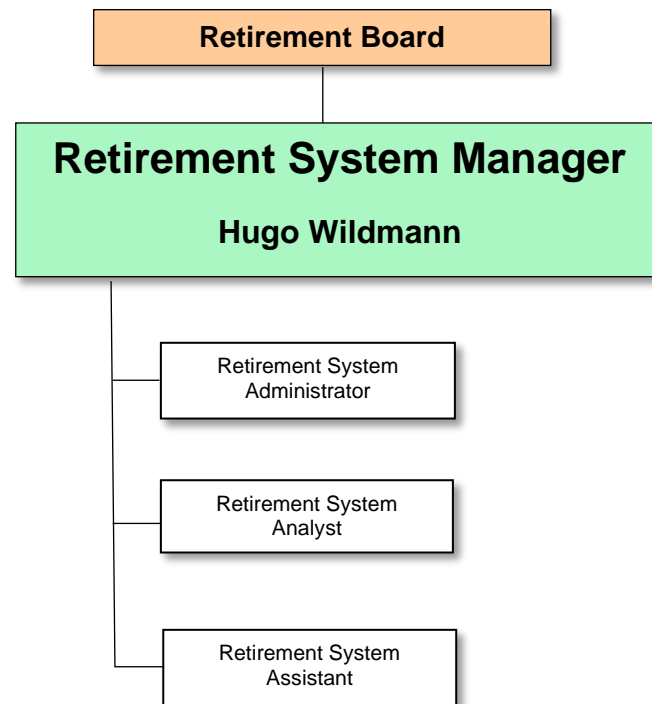 Retirement Board
Retirement System Manager
Hugo Wildmann
Retirement System
Administrator
Retirement System
Analyst
Retirement System
Assistant